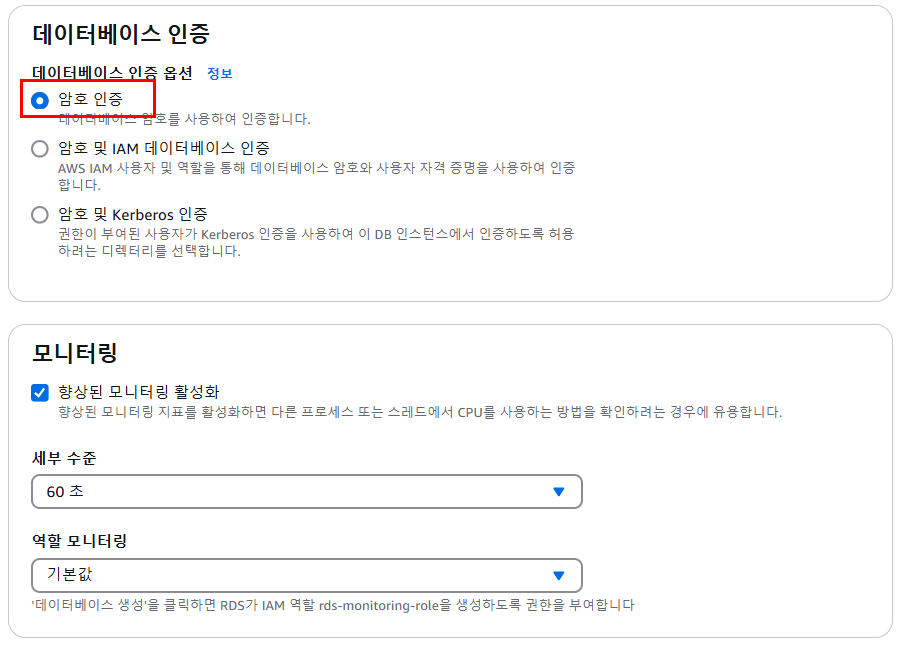 데이터베이스 인증
데이터베이스 인증 옵션 정보
암호 인증
데이터베이스 암호를 사용하여 인증합니다.
암호 및 IAM 데이터베이스 인증
AWS IAM 사용자 및 역할을 통해 데이터베이스 암호와 사용자 자격 증명을 사용하여 인증
합니다.
암호 및 Kerberos 인증
권한이 부여된 사용자가 Kerberos 인증을 사용하여 이 DB 인스턴스에서 인증하도록 허용
하려는 디렉터리를 선택합니다.
모니터링
향상된 모니터링 활성화
향상된 모니터링 지표를 활성화하면 다른 프로세스 또는 스레드에서 CPU를 사용하는 방법을 확인하려는 경우에 유용합니다.
세부 수준
60 초
역할 모니터링
기본값
'데이터베이스 생성'을 클릭하면 RDS가 IAM 역할 rds-monitoring-role을 생성하도록 권한을 부여합니다